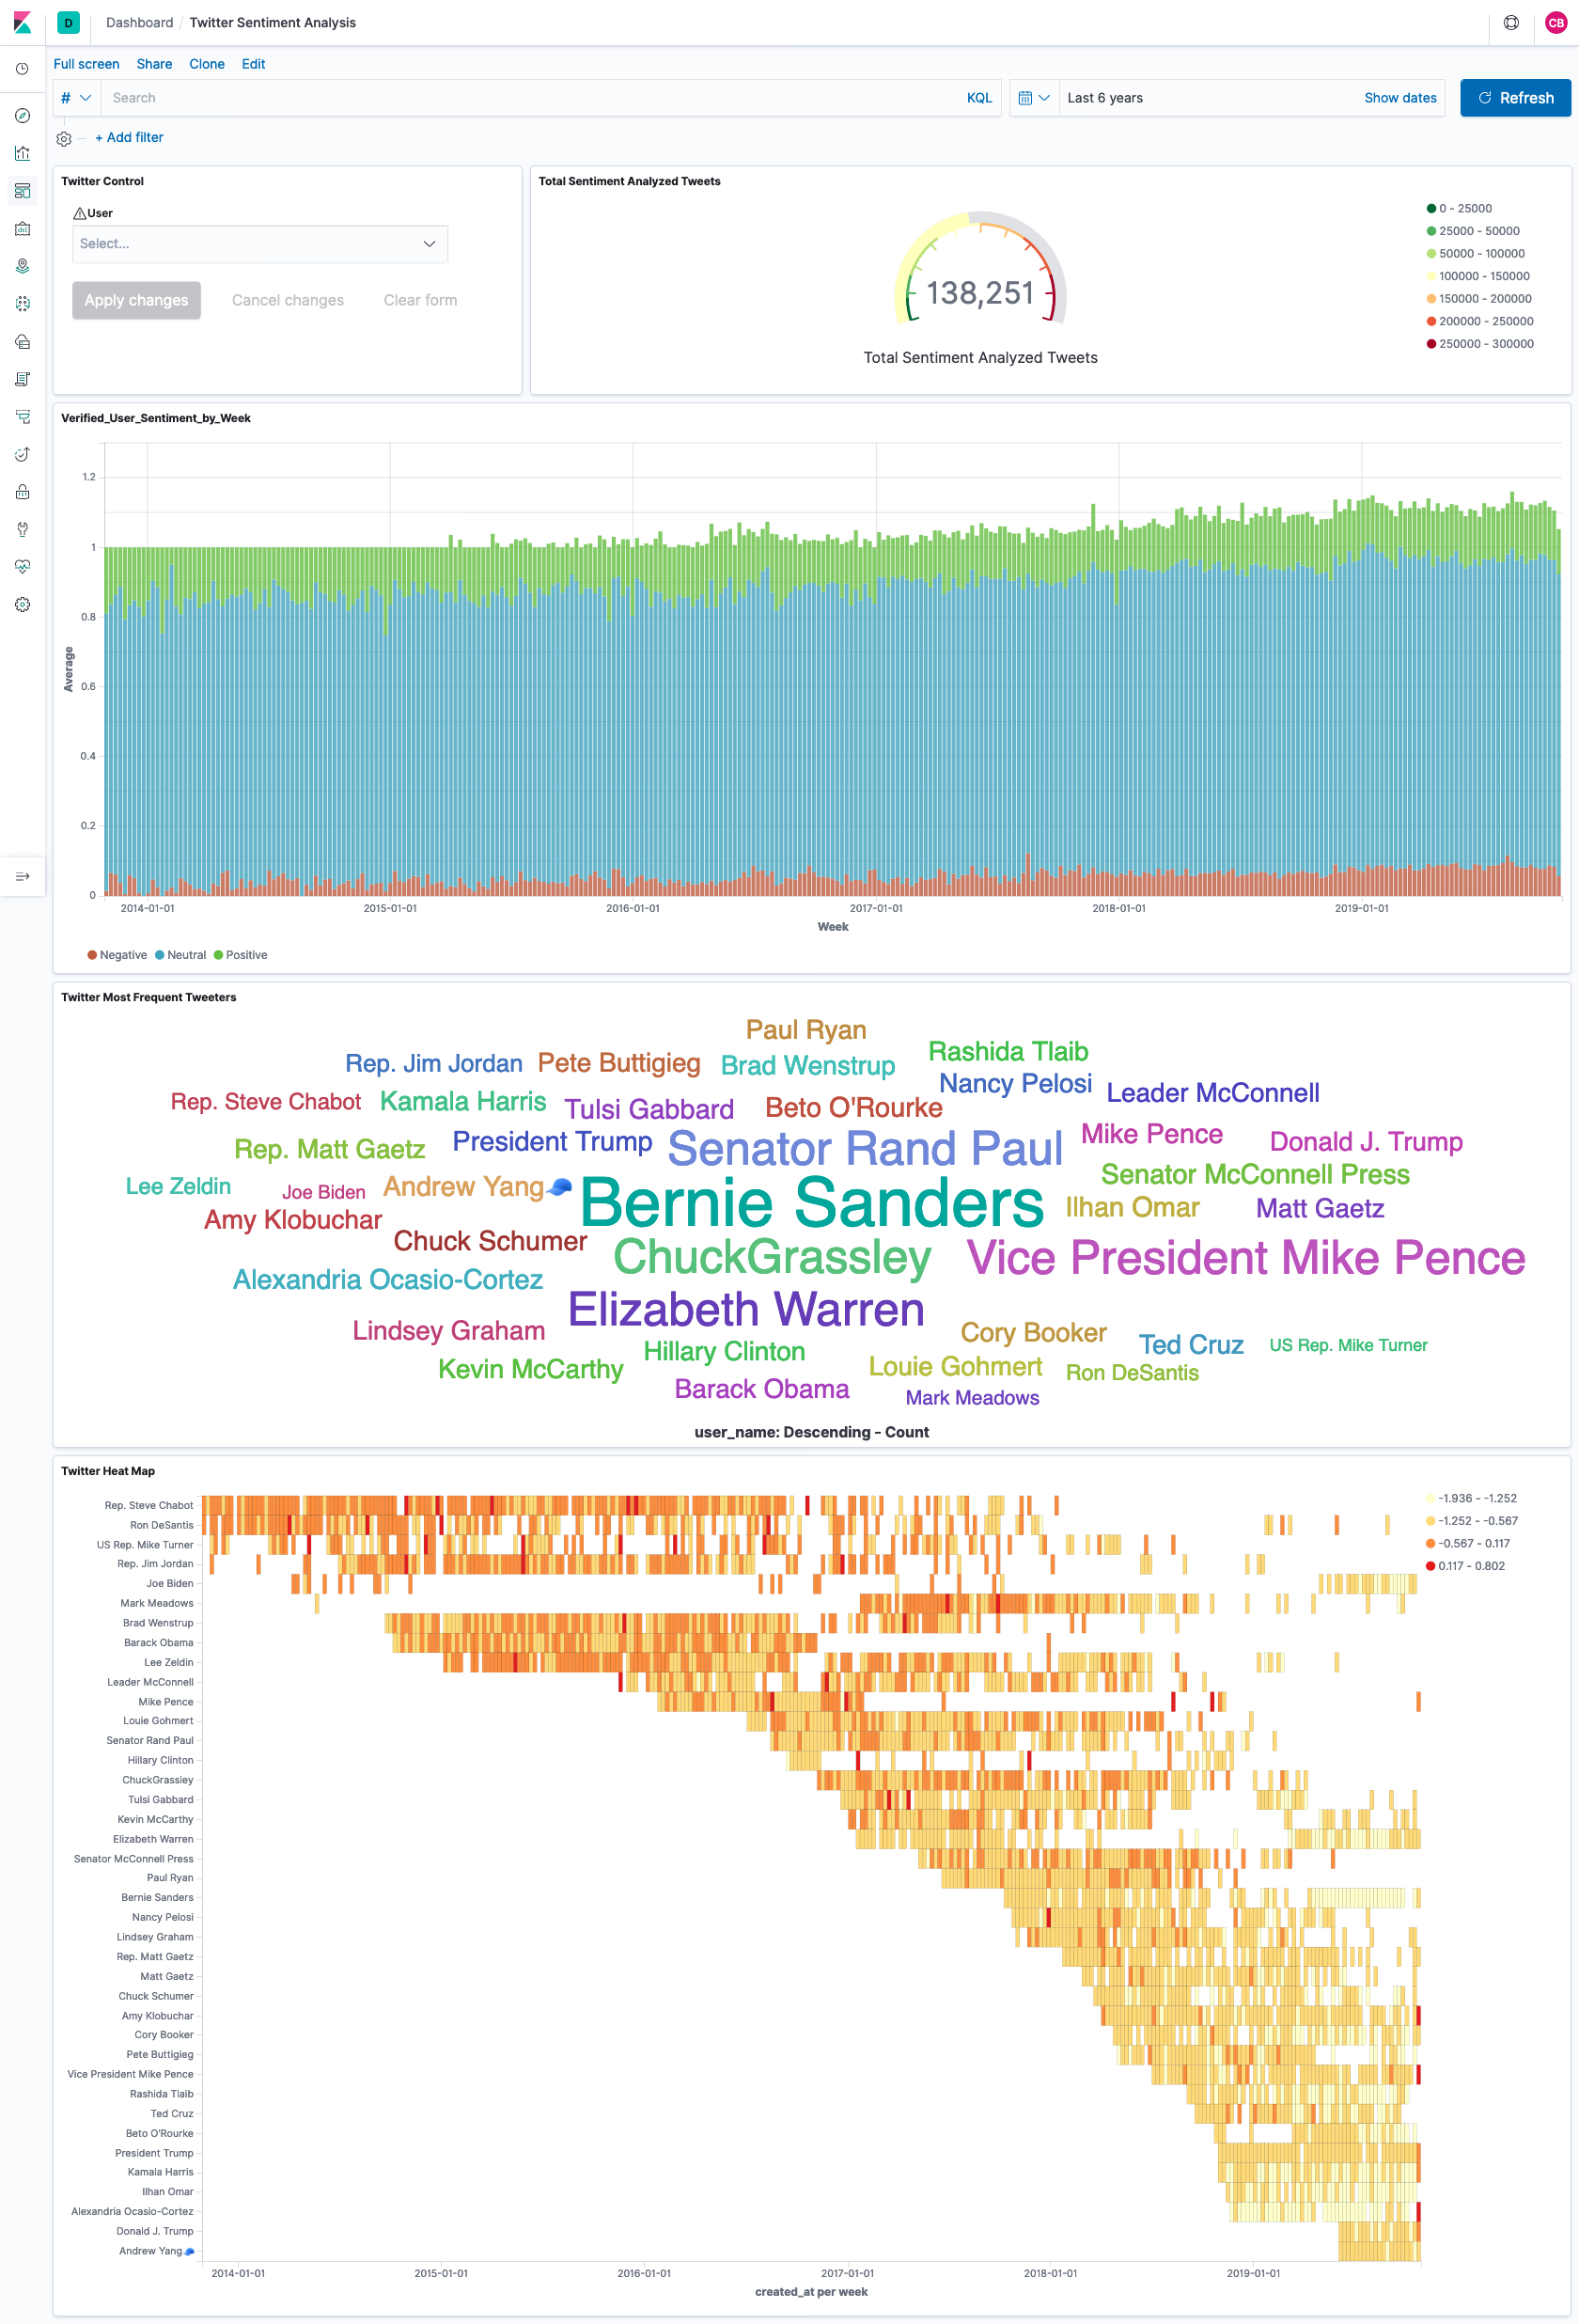 D Dashboard / Twitter Sentiment Analysis CB
Full screen Share Clone Edit
# Search KQL Last 6 years Show dates Refresh
+ Add filter
Twitter Control
User
Select...
Apply changes Cancel changes Clear form
Total Sentiment Analyzed Tweets
138,251
Total Sentiment Analyzed Tweets
0 - 25000
25000 - 50000
50000 - 100000
100000 - 150000
150000 - 200000
200000 - 250000
250000 - 300000
Verified_User_Sentiment_by_Week
1.2
1
0.8
0.6
0.4
0.2
0
Average
2014-01-01 2015-01-01 2016-01-01 2017-01-01 2018-01-01 2019-01-01
Week
Negative Neutral Positive
Twitter Most Frequent Tweeters
Paul Ryan
Rep. Jim Jordan Pete Buttigieg Brad Wenstrup Rashida Tlaib
Nancy Pelosi Leader McConnell
Rep. Steve Chabot Kamala Harris Tulsi Gabbard Beto O'Rourke
Rep. Matt Gaetz President Trump Senator Rand Paul Mike Pence Donald J. Trump
Lee Zeldin Joe Biden Andrew Yang🧢 Bernie Sanders Senator McConnell Press
Amy Klobuchar Ilhan Omar Matt Gaetz
Chuck Schumer ChuckGrassley Vice President Mike Pence
Alexandria Ocasio-Cortez
Lindsey Graham Elizabeth Warren Cory Booker Ted Cruz US Rep. Mike Turner
Kevin McCarthy Hillary Clinton Louie Gohmert Ron DeSantis
Barack Obama Mark Meadows
user_name: Descending - Count
Twitter Heat Map
Rep. Steve Chabot
Ron DeSantis
US Rep. Mike Turner
Rep. Jim Jordan
Joe Biden
Mark Meadows
Brad Wenstrup
Barack Obama
Lee Zeldin
Leader McConnell
Mike Pence
Louie Gohmert
Senator Rand Paul
Hillary Clinton
ChuckGrassley
Tulsi Gabbard
Kevin McCarthy
Elizabeth Warren
Senator McConnell Press
Paul Ryan
Bernie Sanders
Nancy Pelosi
Lindsey Graham
Rep. Matt Gaetz
Matt Gaetz
Chuck Schumer
Amy Klobuchar
Cory Booker
Pete Buttigieg
Vice President Mike Pence
Rashida Tlaib
Ted Cruz
Beto O'Rourke
President Trump
Kamala Harris
Ilhan Omar
Alexandria Ocasio-Cortez
Donald J. Trump
Andrew Yang🧢
-1.936 - -1.252
-1.252 - -0.567
-0.567 - 0.117
0.117 - 0.802
2014-01-01 2015-01-01 2016-01-01 2017-01-01 2018-01-01 2019-01-01
created_at per week